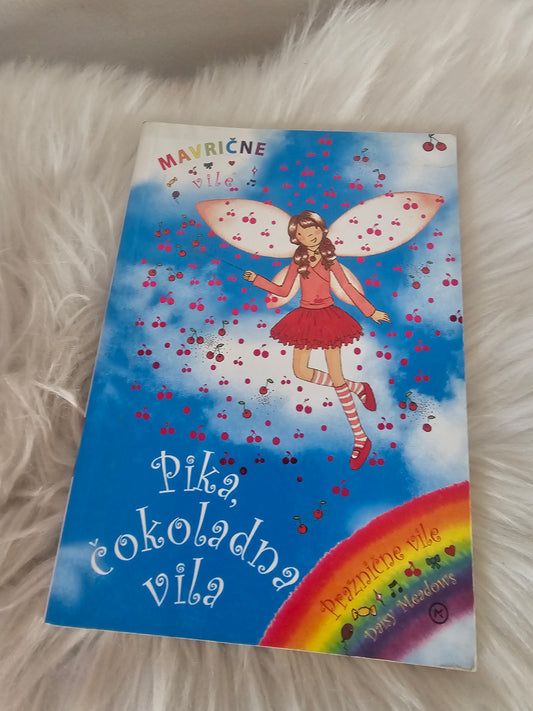 MAVRIČNE
vile
Pika,
čokoladna
vila
Praznične vile
Daisy Meadows
M